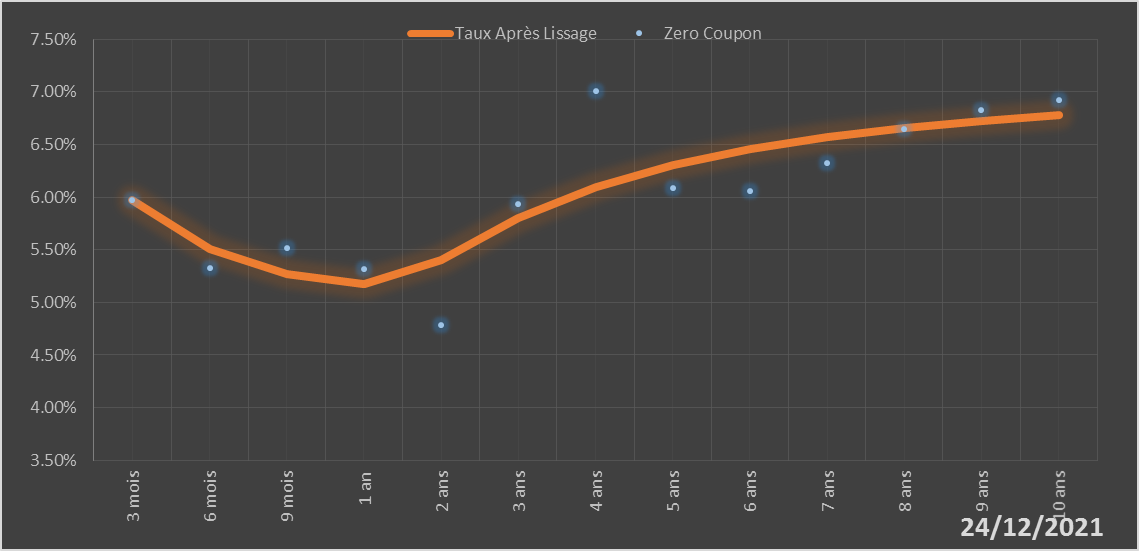 Taux Après Lissage
Zero Coupon
7.50%
7.00%
6.50%
6.00%
5.50%
5.00%
4.50%
4.00%
3.50%
3 mois
6 mois
9 mois
1 an
2 ans
3 ans
4 ans
5 ans
6 ans
7 ans
8 ans
9 ans
10 ans
24/12/2021